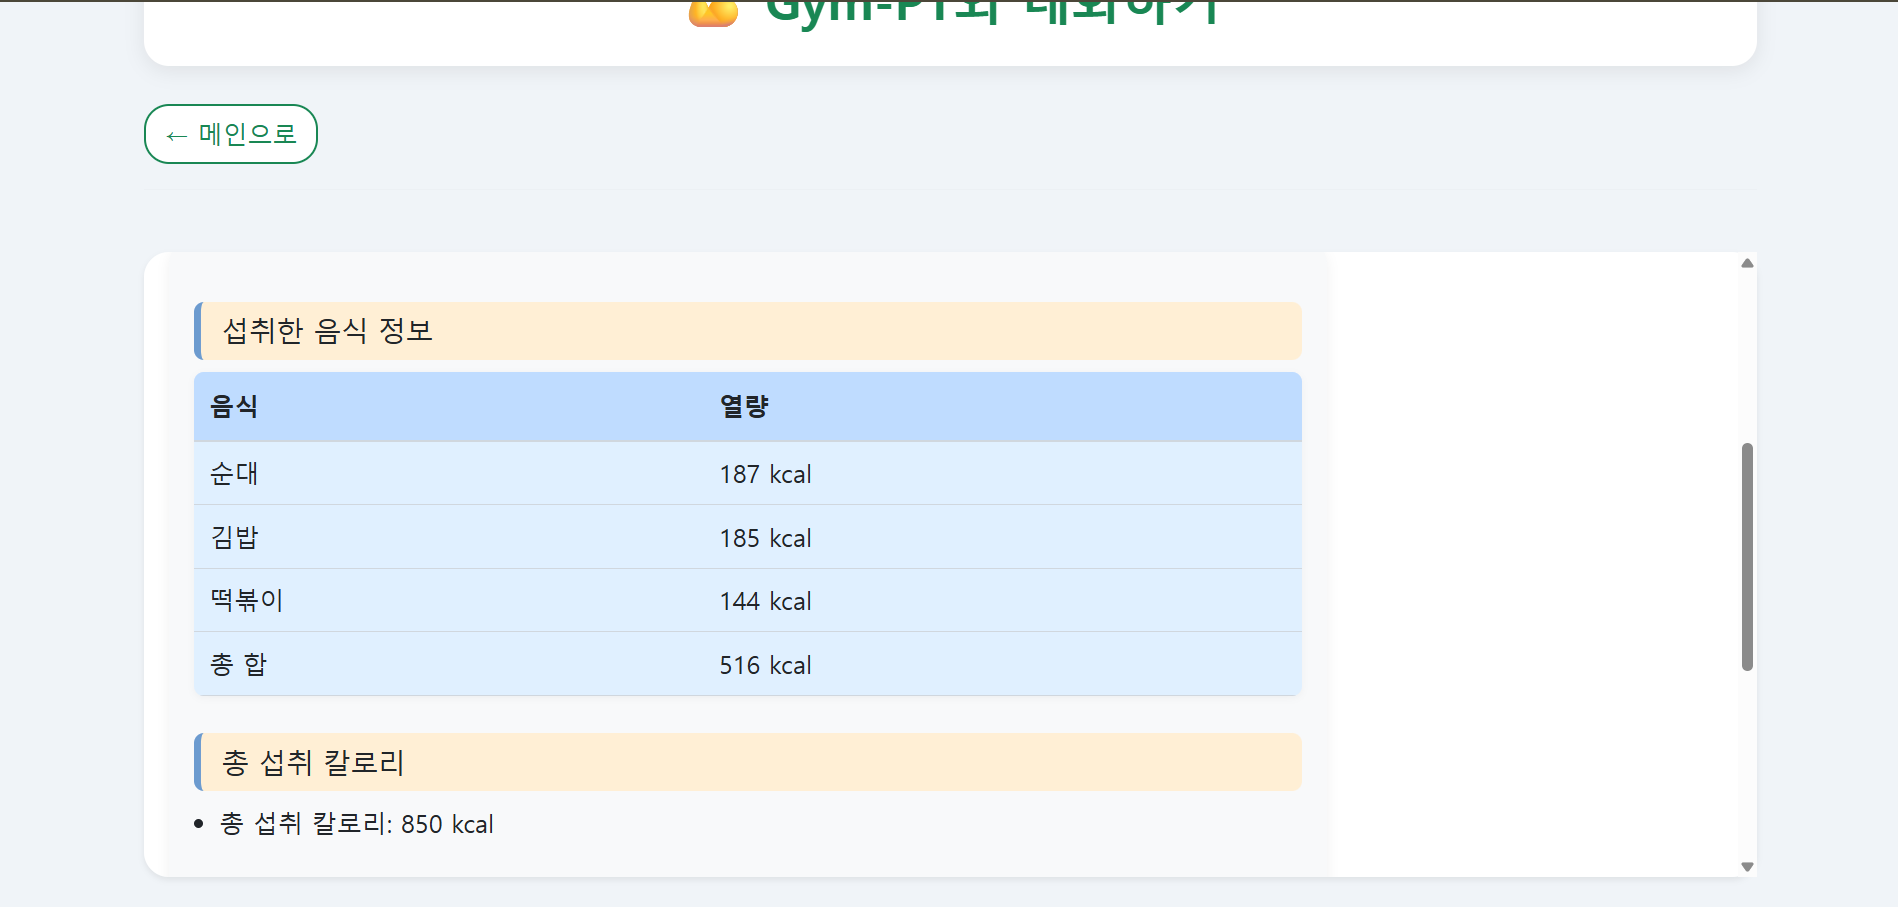 Gym-PT와 대화하기
← 메인으로
섭취한 음식 정보
음식 열량
순대 187 kcal
김밥 185 kcal
떡볶이 144 kcal
총 합 516 kcal
총 섭취 칼로리
• 총 섭취 칼로리: 850 kcal